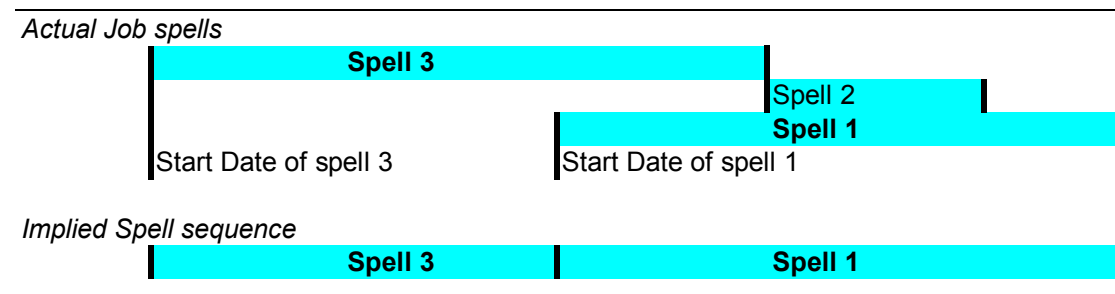 Actual Job spells
Spell 3
Spell 2
Spell 1
Start Date of spell 3 Start Date of spell 1
Implied Spell sequence
Spell 3 Spell 1